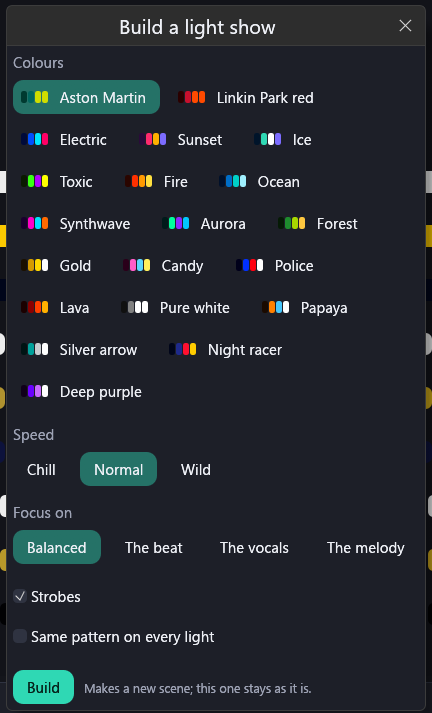 Build a light show
Colours
Aston Martin Linkin Park red
Electric Sunset Ice
Toxic Fire Ocean
Synthwave Aurora Forest
Gold Candy Police
Lava Pure white Papaya
Silver arrow Night racer
Deep purple
Speed
Chill Normal Wild
Focus on
Balanced The beat The vocals The melody
Strobes
Same pattern on every light
Build Makes a new scene; this one stays as it is.